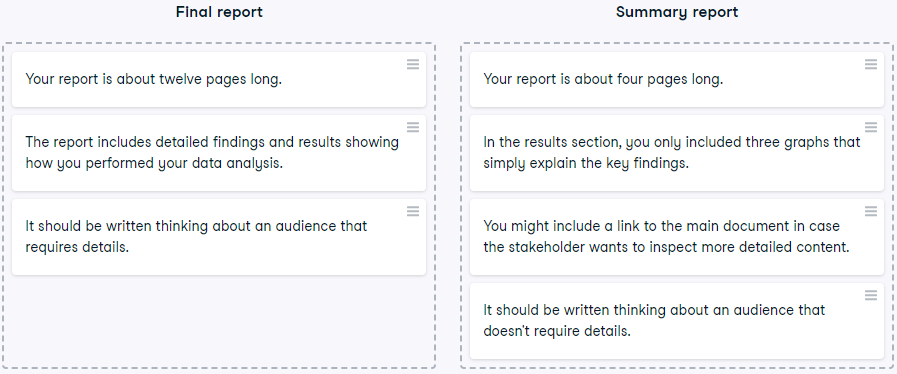 Final report
Your report is about twelve pages long.
The report includes detailed findings and results showing
how you performed your data analysis.
It should be written thinking about an audience that
requires details.
Summary report
Your report is about four pages long.
In the results section, you only included three graphs that
simply explain the key findings.
You might include a link to the main document in case
the stakeholder wants to inspect more detailed content.
It should be written thinking about an audience that
doesn't require details.